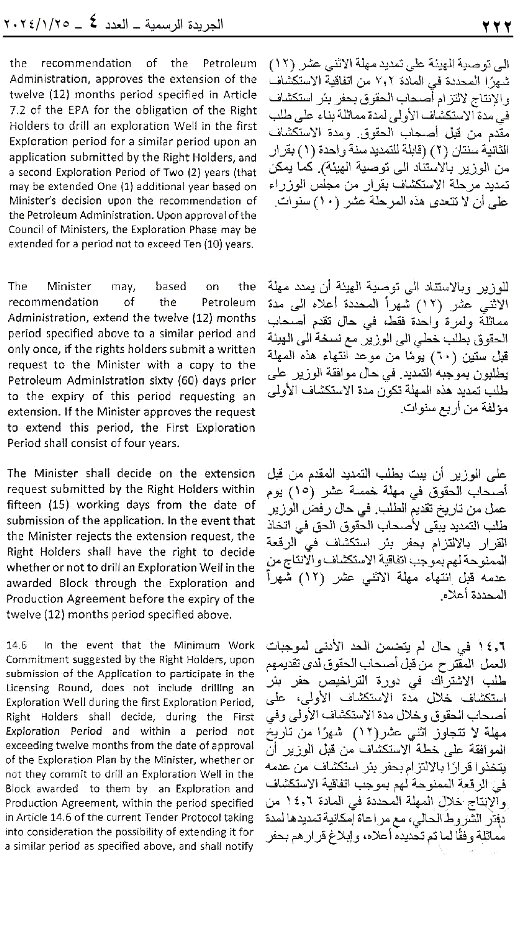 ٢٢٢
الجريدة الرسمية – العدد ٤ – ٢٠٢٤/١/٢٥
the recommendation of the Petroleum
Administration, approves the extension of the
twelve (12) months period specified in Article
7.2 of the EPA for the obligation of the Right
Holders to drill an exploration Well in the first
Exploration period for a similar period upon an
application submitted by the Right Holders, and
a second Exploration Period of Two (2) years (that
may be extended One (1) additional year based on
Minister's decision upon the recommendation of
the Petroleum Administration. Upon approval of the
Council of Ministers, the Exploration Phase may be
extended for a period not to exceed Ten (10) years.
The Minister may, based on the
recommendation of the Petroleum
Administration, extend the twelve (12) months
period specified above to a similar period and
only once, if the rights holders submit a written
request to the Minister with a copy to the
Petroleum Administration sixty (60) days prior
to the expiry of this period requesting an
extension. If the Minister approves the request
to extend this period, the First Exploration
Period shall consist of four years.
The Minister shall decide on the extension
request submitted by the Right Holders within
fifteen (15) working days from the date of
submission of the application. In the event that
the Minister rejects the extension request, the
Right Holders shall have the right to decide
whether or not to drill an Exploration Well in the
awarded Block through the Exploration and
Production Agreement before the expiry of the
twelve (12) months period specified above.
14.6 In the event that the Minimum Work
Commitment suggested by the Right Holders, upon
submission of the Application to participate in the
Licensing Round, does not include drilling an
Exploration Well during the first Exploration Period,
Right Holders shall decide, during the First
Exploration Period and within a period not
exceeding twelve months from the date of approval
of the Exploration Plan by the Minister, whether or
not they commit to drill an Exploration Well in the
Block awarded to them by an Exploration and
Production Agreement, within the period specified
in Article 14.6 of the current Tender Protocol taking
into consideration the possibility of extending it for
a similar period as specified above, and shall notify
الى توصية الهيئة على تمديد مهلة الاثني عشر (١٢)
شهرًا المحددة في المادة ٧,٢ من اتفاقية الاستكشاف
والإنتاج لالتزام أصحاب الحقوق بحفر بئر استكشاف
في مدة الاستكشاف الأولى لمدة مماثلة بناء على طلب
مقدم من قبل أصحاب الحقوق. ومدة الاستكشاف
الثانية سنتان (٢) (قابلة للتمديد سنة واحدة (١) بقرار
من الوزير بالاستناد الى توصية الهيئة). كما يمكن
تمديد مرحلة الاستكشاف بقرار من مجلس الوزراء
على أن لا تتعدى هذه المرحلة عشر (١٠) سنوات.
للوزير وبالاستناد الى توصية الهيئة أن يمدد مهلة
الاثني عشر (١٢) شهراً المحددة أعلاه الى مدة
مماثلة ولمرة واحدة فقط، في حال تقدم أصحاب
الحقوق بطلب خطي الى الوزير مع نسخة الى الهيئة
قبل ستين (٦٠) يومًا من موعد انتهاء هذه المهلة
يطلبون بموجبه التمديد. في حال موافقة الوزير على
طلب تمديد هذه المهلة تكون مدة الاستكشاف الأولى
مؤلفة من أربع سنوات.
على الوزير أن يبت بطلب التمديد المقدم من قبل
أصحاب الحقوق في مهلة خمسة عشر (١٥) يوم
عمل من تاريخ تقديم الطلب. في حال رفض الوزير
طلب التمديد يبقى لأصحاب الحقوق الحق في اتخاذ
القرار بالالتزام بحفر بئر استكشاف في الرقعة
الممنوحة لهم بموجب اتفاقية الاستكشاف والانتاج من
عدمه قبل انتهاء مهلة الاثني عشر (١٢) شهراً
المحددة أعلاه.
١٤,٦ في حال لم يتضمن الحد الأدنى لموجبات
العمل المقترح من قبل أصحاب الحقوق لدى تقديمهم
طلب الاشتراك في دورة التراخيص حفر بئر
استكشاف خلال مدة الاستكشاف الأولى، على
أصحاب الحقوق وخلال مدة الاستكشاف الأولى وفي
مهلة لا تتجاوز اثني عشر(١٢) شهرًا من تاريخ
الموافقة على خطة الاستكشاف من قبل الوزير أن
يتخذوا قرارًا بالالتزام بحفر بئر استكشاف من عدمه
في الرقعة الممنوحة لهم بموجب اتفاقية الاستكشاف
والإنتاج خلال المهلة المحددة في المادة ١٤,٦ من
دفتر الشروط الحالي، مع مراعاة إمكانية تمديدها لمدة
مماثلة وفقًا لما تم تحديده أعلاه، وإبلاغ قرارهم بحفر